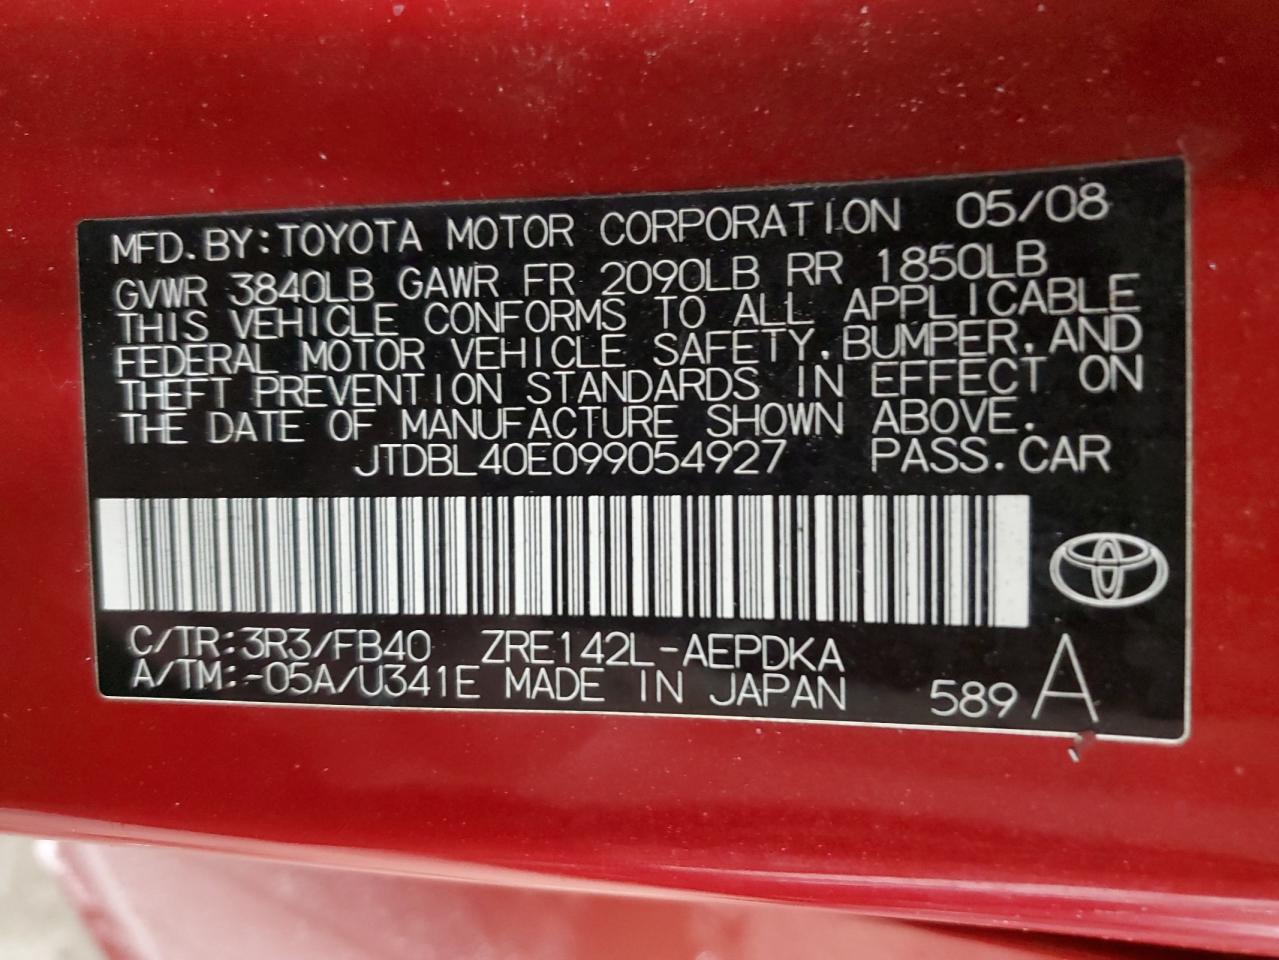 MFD. BY: TOYOTA MOTOR CORPORATION 05/08
GVWR 3840LB GAWR FR 2090LB RR 1850LB
THIS VEHICLE CONFORMS TO ALL APPLICABLE
FEDERAL MOTOR VEHICLE SAFETY, BUMPER, AND
THEFT PREVENTION STANDARDS IN EFFECT ON
THE DATE OF MANUFACTURE SHOWN ABOVE.
JTDBL40E099054927 PASS. CAR
C/TR: 3R3/FB40 ZRE142L-AEPDKA
A/TM: -05A/U341E MADE IN JAPAN 589 A